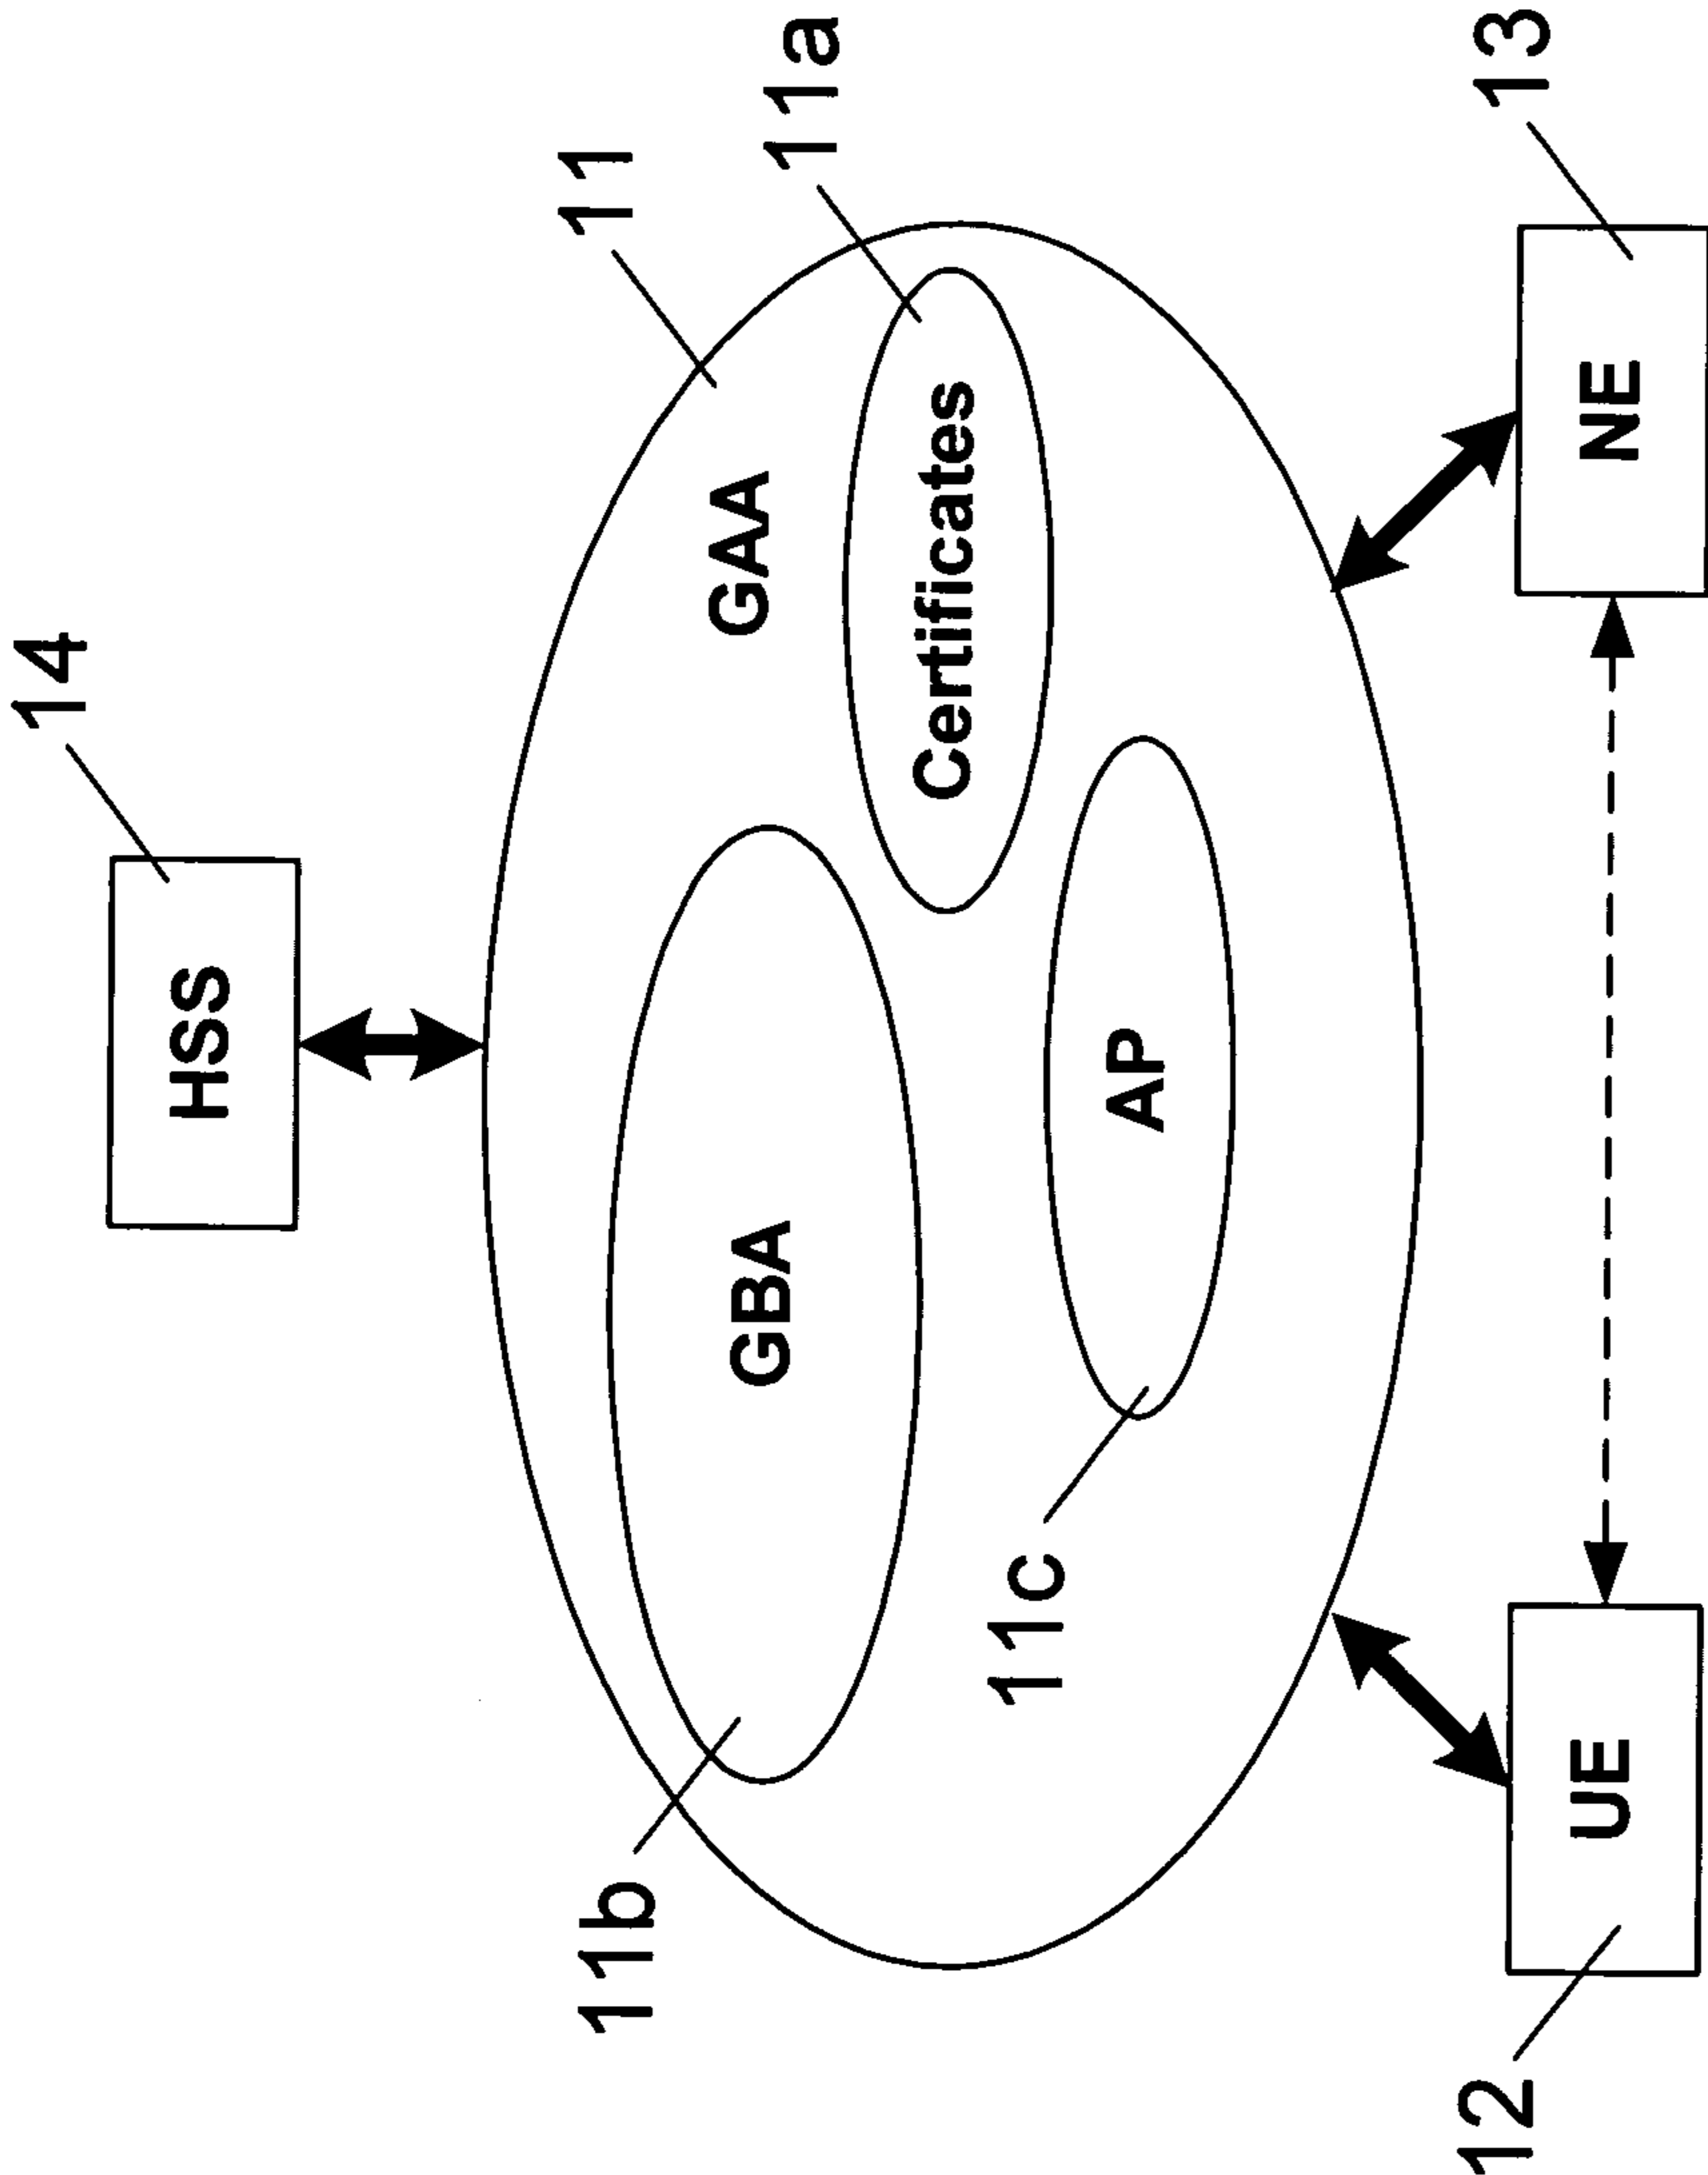 14
HSS
11
GAA
11a
Certificates
GBA
11b
AP
11c
UE
12
NE
13